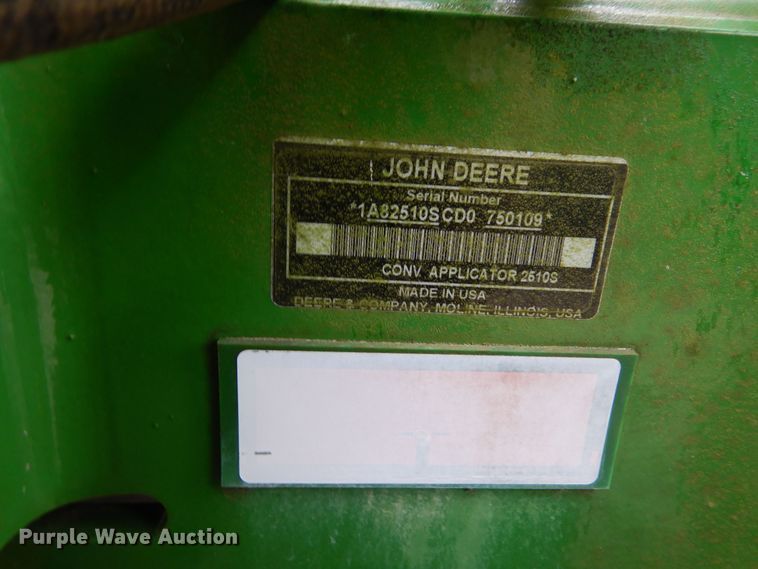 JOHN DEERE
Serial Number
*1A82510SCD0 750109*
CONV APPLICATOR 2510S
MADE IN USA
DEERE & COMPANY, MOLINE, ILLINOIS, USA
Purple Wave Auction